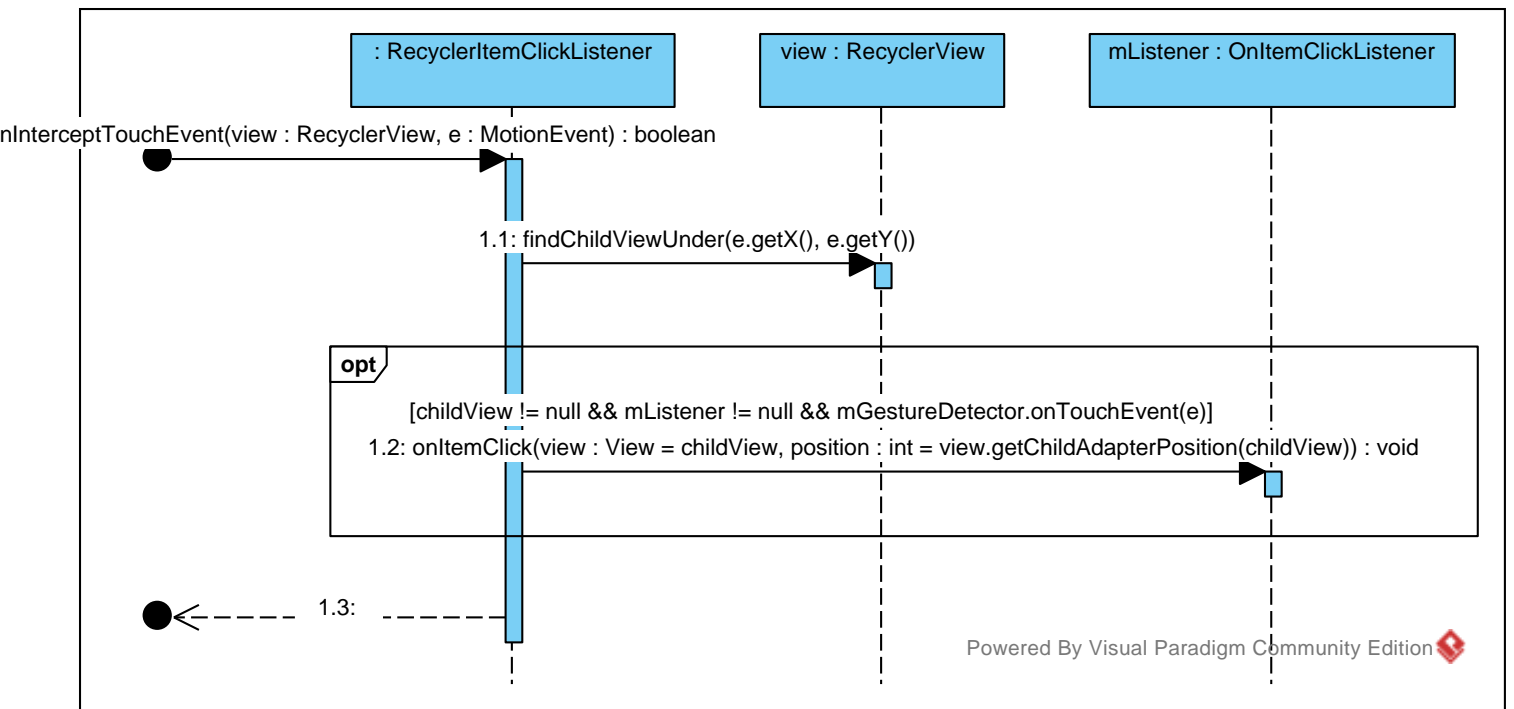 : RecyclerItemClickListener
view : RecyclerView
mListener : OnItemClickListener
nInterceptTouchEvent(view : RecyclerView, e : MotionEvent) : boolean
1.1: findChildViewUnder(e.getX(), e.getY())
opt
[childView != null && mListener != null && mGestureDetector.onTouchEvent(e)]
1.2: onItemClick(view : View = childView, position : int = view.getChildAdapterPosition(childView)) : void
1.3:
Powered By Visual Paradigm Community Edition